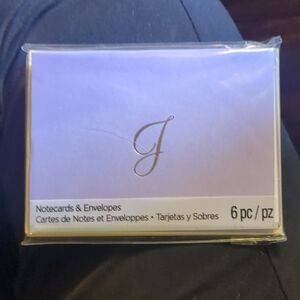 J
Notecards & Envelopes
Cartes de Notes et Enveloppes • Tarjetas y Sobres
6 pc / pz